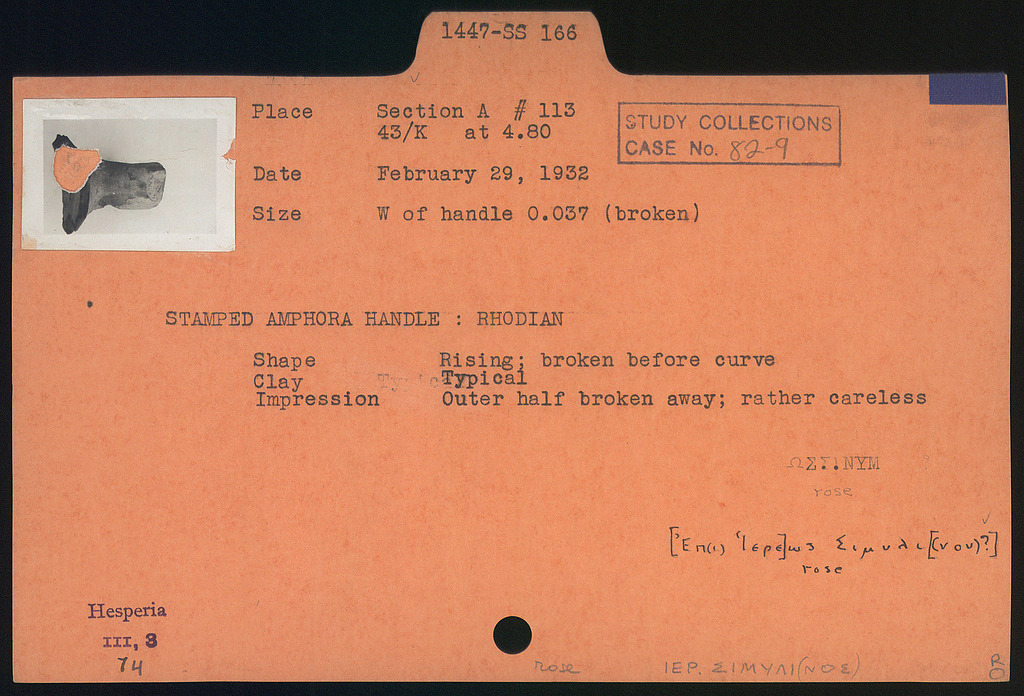 1447-SS 166
Place Section A # 113
43/K at 4.80
STUDY COLLECTIONS
CASE No. 82-9
Date February 29, 1932
Size W of handle 0.037 (broken)
STAMPED AMPHORA HANDLE : RHODIAN
Shape Rising; broken before curve
Clay Typical
Impression Outer half broken away; rather careless
ΩΣΣ.ΝΥΜ
rose
[Ἐπ(ὶ) Ἱερέ]ως Σιμυλι[(νου)?]
rose
Hesperia
III, 3
74
rose ΙΕΡ. ΣΙΜΥΛΙ(ΝΟΣ)
RO